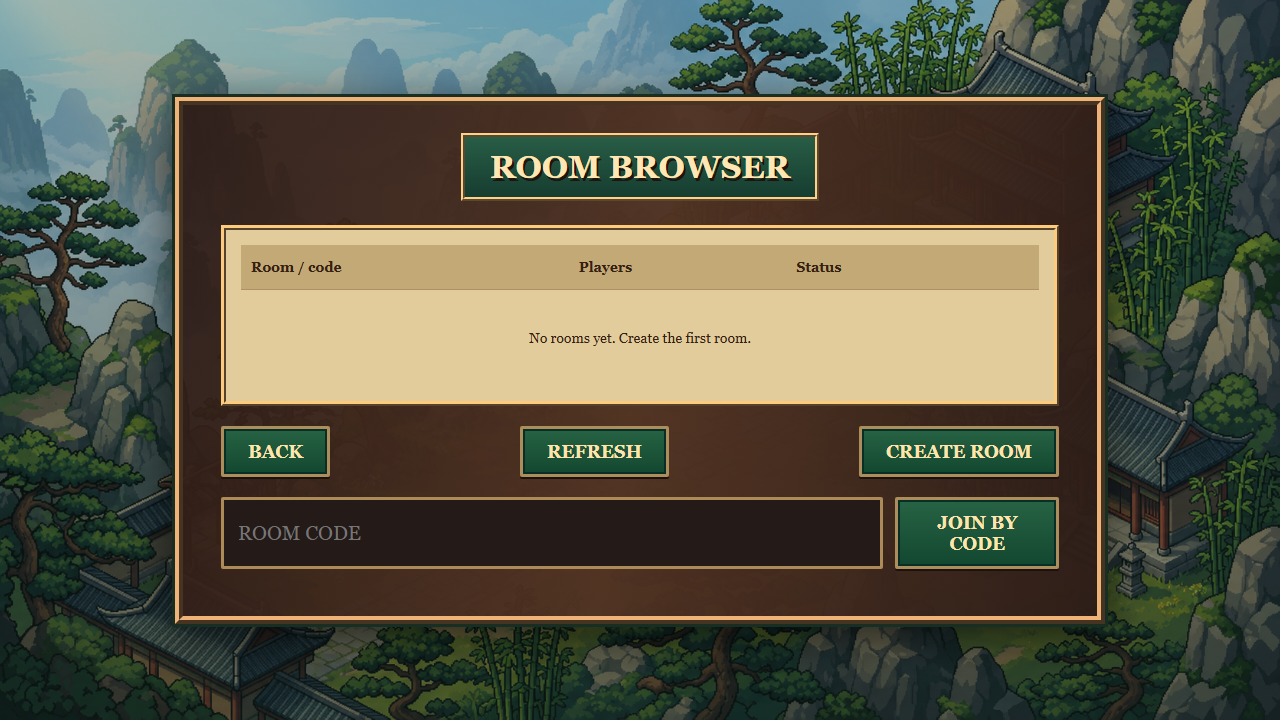 ROOM BROWSER
Room / code Players Status
No rooms yet. Create the first room.
BACK REFRESH CREATE ROOM
ROOM CODE JOIN BY
CODE